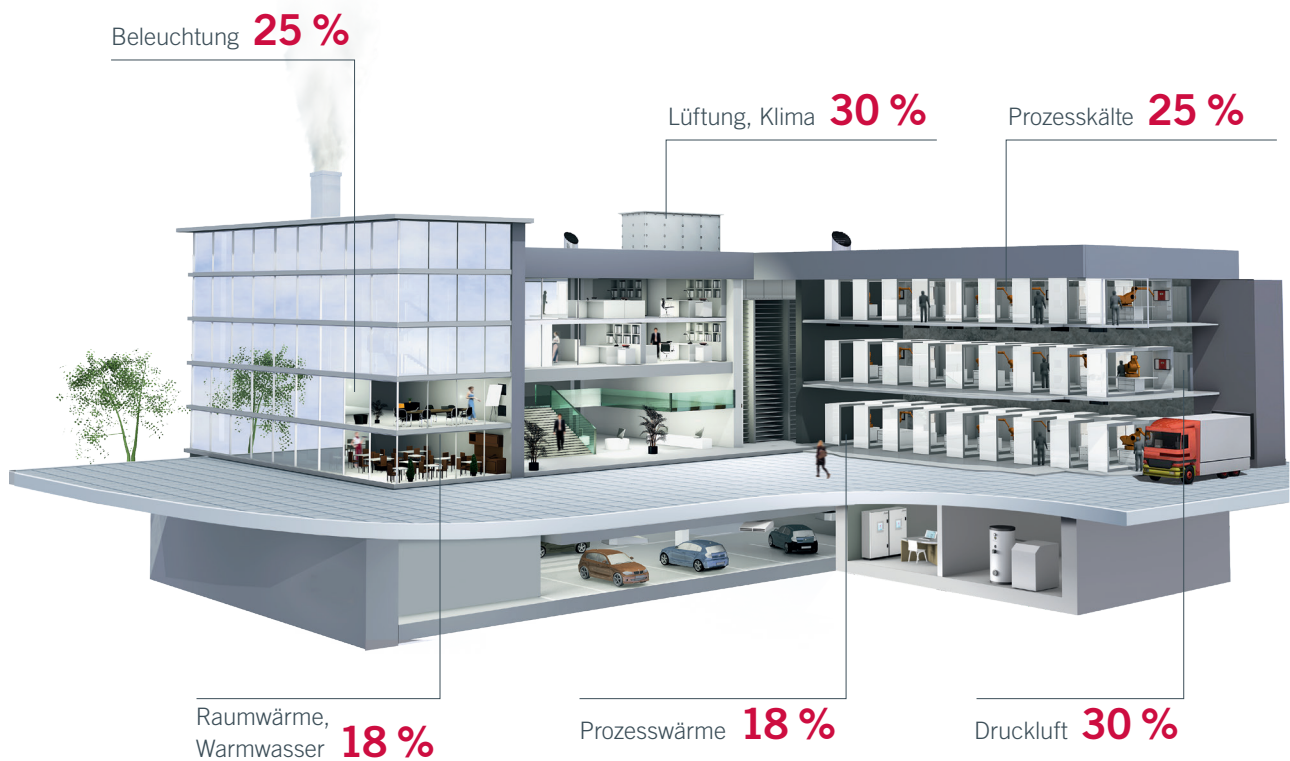 Beleuchtung 25 %
Lüftung, Klima 30 %
Prozesskälte 25 %
Raumwärme,
Warmwasser 18 %
Prozesswärme 18 %
Druckluft 30 %